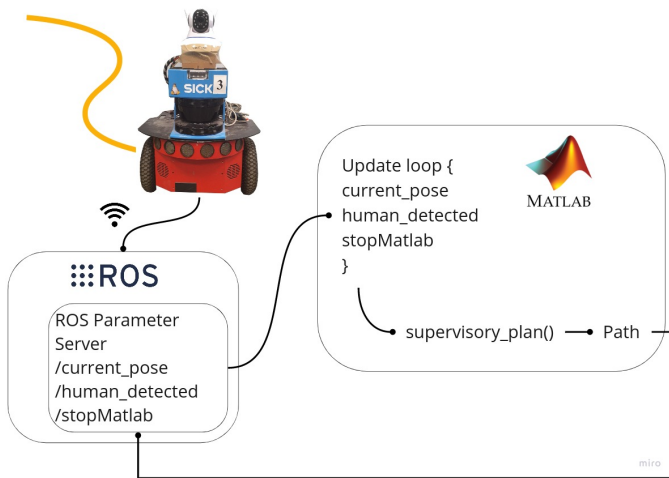 SICK 3
ROS
ROS Parameter
Server
/current_pose
/human_detected
/stopMatlab
Update loop {
current_pose
human_detected
stopMatlab
}
MATLAB
supervisory_plan()
Path
miro